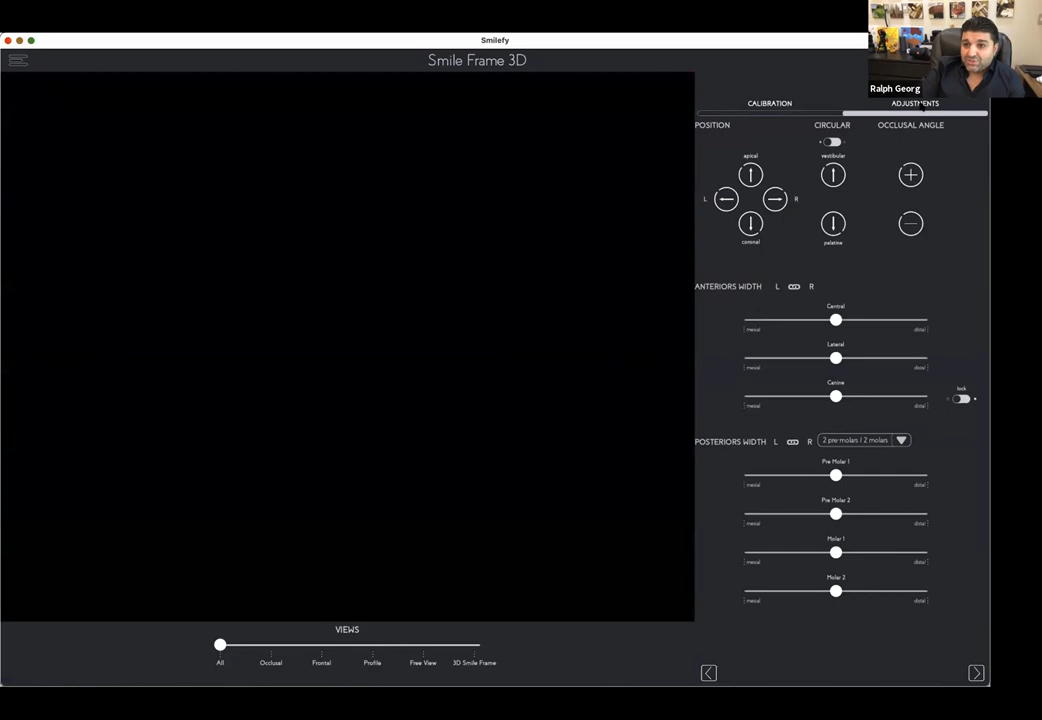 Smilefy
Smile Frame 3D
Ralph Georg
CALIBRATION
ADJUSTMENTS
POSITION
CIRCULAR
OCCLUSAL ANGLE
apical
vestibular
L
R
coronal
palatine
ANTERIORS WIDTH L R
Central
mesial distal
Lateral
mesial distal
Canine
lock
mesial distal
POSTERIORS WIDTH L R 2 pre-molars / 2 molars
Pre Molar 1
mesial distal
Pre Molar 2
mesial distal
Molar 1
mesial distal
Molar 2
mesial distal
VIEWS
All Occlusal Frontal Profile Free View 3D Smile Frame